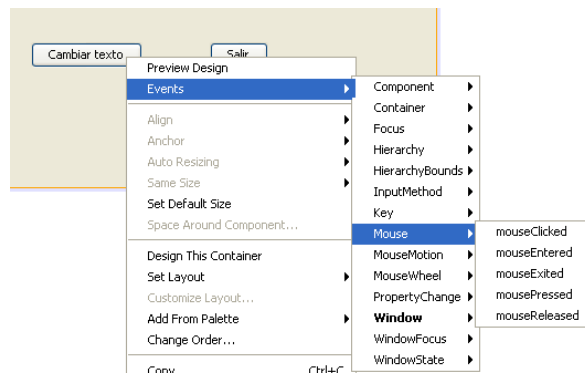 Cambiar texto
Salir
Preview Design
Events
Align
Anchor
Auto Resizing
Same Size
Set Default Size
Space Around Component...
Design This Container
Set Layout
Customize Layout...
Add From Palette
Change Order...
Copy Ctrl+C
Component
Container
Focus
Hierarchy
HierarchyBounds
InputMethod
Key
Mouse
MouseMotion
MouseWheel
PropertyChange
Window
WindowFocus
WindowState
mouseClicked
mouseEntered
mouseExited
mousePressed
mouseReleased